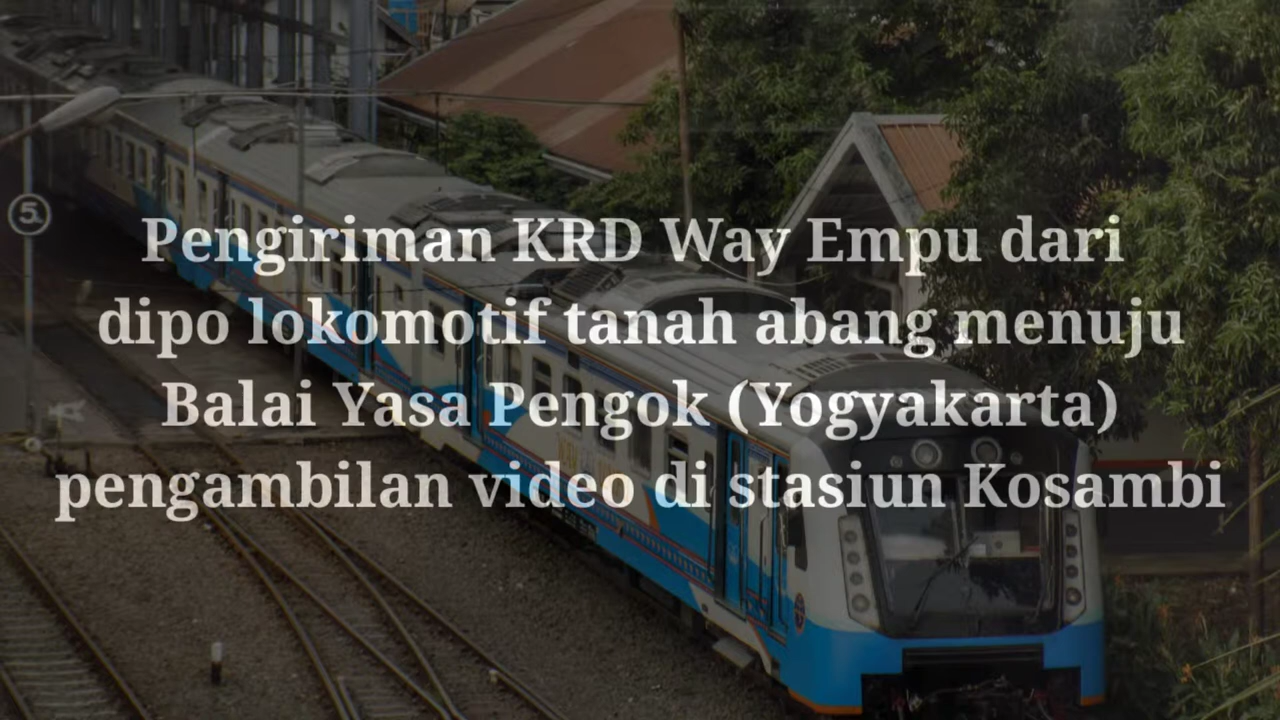 5
Pengiriman KRD Way Empu dari
dipo lokomotif tanah abang menuju
Balai Yasa Pengok (Yogyakarta)
pengambilan video di stasiun Kosambi